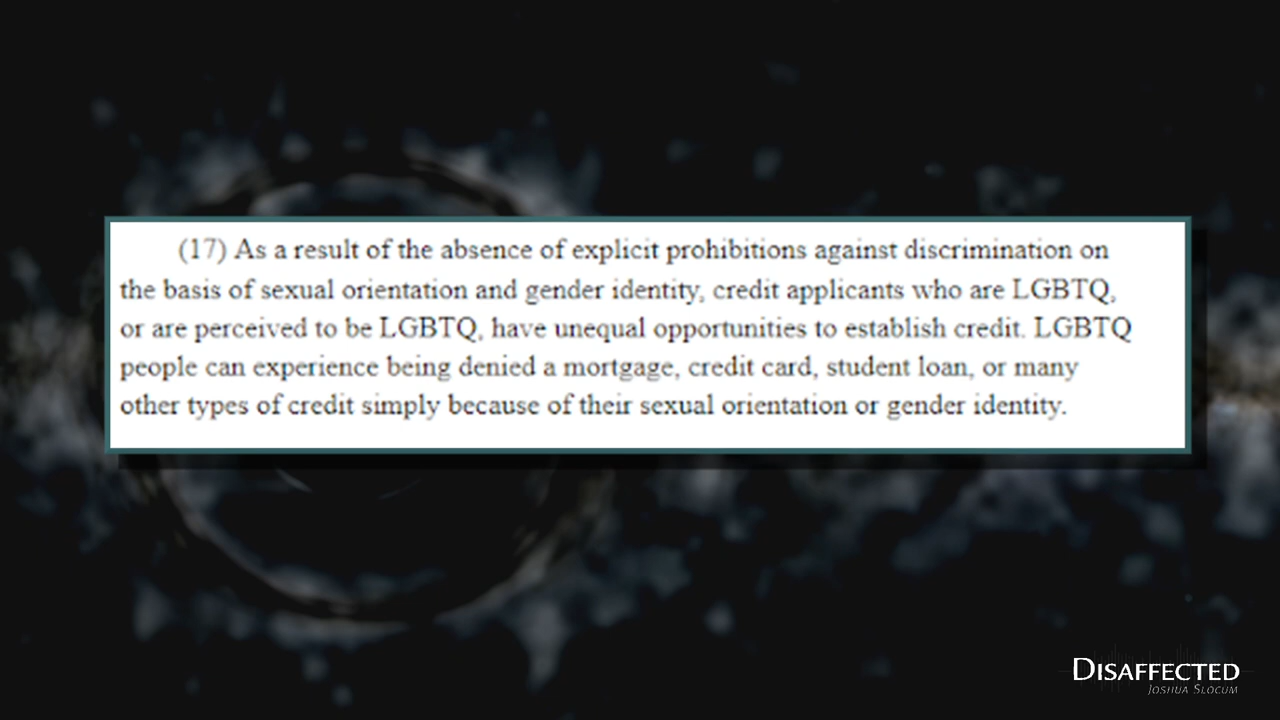 (17) As a result of the absence of explicit prohibitions against discrimination on
the basis of sexual orientation and gender identity, credit applicants who are LGBTQ,
or are perceived to be LGBTQ, have unequal opportunities to establish credit. LGBTQ
people can experience being denied a mortgage, credit card, student loan, or many
other types of credit simply because of their sexual orientation or gender identity.
DISAFFECTED
JOSHUA SLOCUM